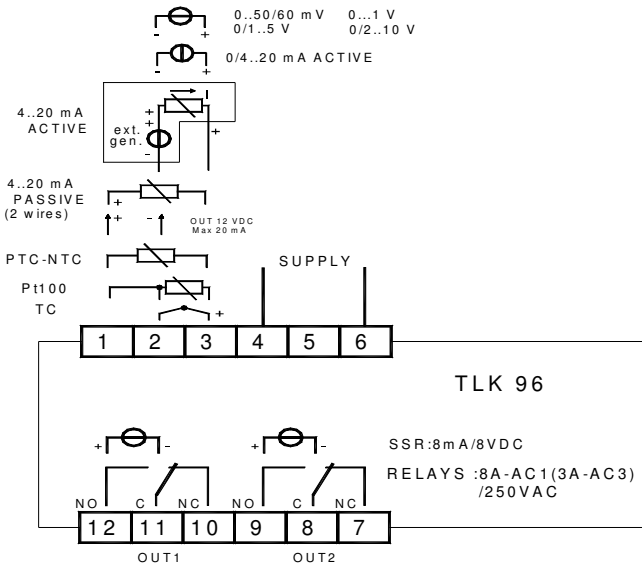 0..50/60 mV 0..1 V
0/1..5 V 0/2..10 V
- +
0/4..20 mA ACTIVE
- +
4..20 mA
ACTIVE
I
+
+
ext.
gen.
-
+
4..20 mA
PASSIVE
(2 wires)
+
+ -
OUT 12 VDC
Max 20 mA
PTC-NTC
Pt100
TC
- +
SUPPLY
1 2 3 4 5 6
TLK 96
+ - + -
SSR:8mA/8VDC
RELAYS :8A-AC1(3A-AC3)
/250VAC
NO C NC NO C NC
12 11 10 9 8 7
OUT1 OUT2